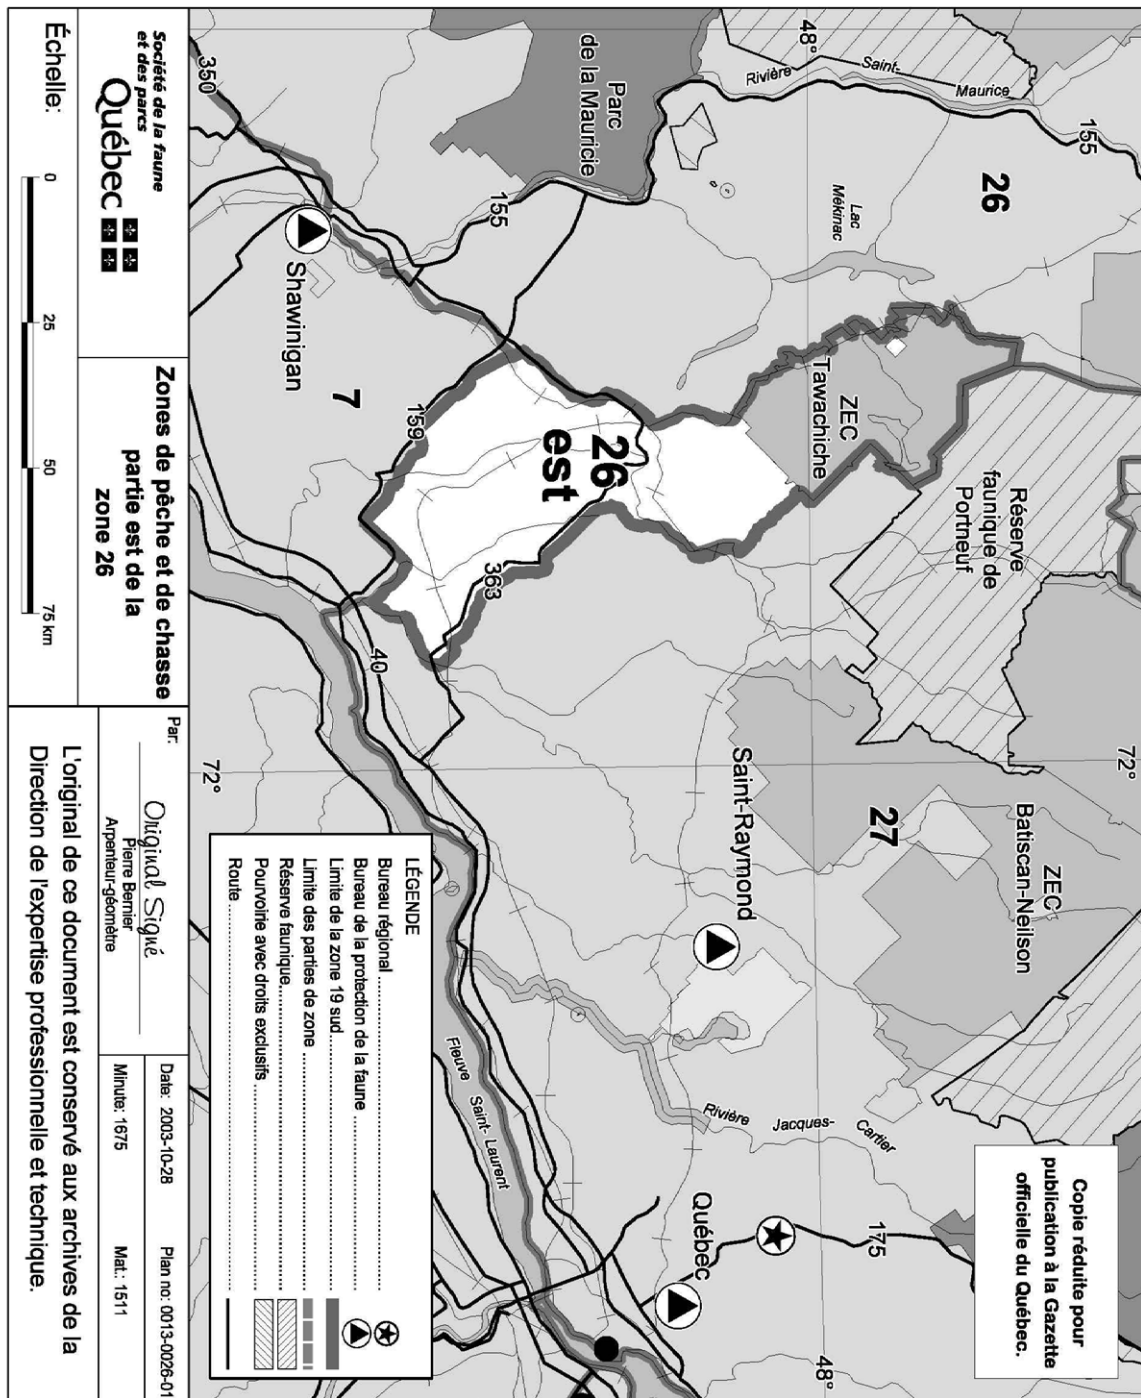 Copie réduite pour
publication à la Gazette
officielle du Québec.
155
Rivière Saint-Maurice
48°
26
Lac
Mékinac
Parc
de la Mauricie
155
350
Shawinigan
7
159
26
est
363
40
ZEC
Tawachiche
Réserve
faunique de
Portneuf
72°
72°
27
ZEC
Batiscan-Neilson
Saint-Raymond
Rivière Jacques-Cartier
Québec
175
48°
Fleuve Saint-Laurent
LÉGENDE
Bureau régional
Bureau de la protection de la faune
Limite de la zone 19 sud
Limite des parties de zone
Réserve faunique
Pourvoirie avec droits exclusifs
Route
Société de la faune
et des parcs
Québec
Échelle:
0 25 50 75 km
Zones de pêche et de chasse
partie est de la
zone 26
Par:
Original Signé
Pierre Bernier
Arpenteur-géomètre
Date: 2003-10-28
Plan no: 0013-0026-01
Minute: 1675
Mat.: 1511
L'original de ce document est conservé aux archives de la
Direction de l'expertise professionnelle et technique.